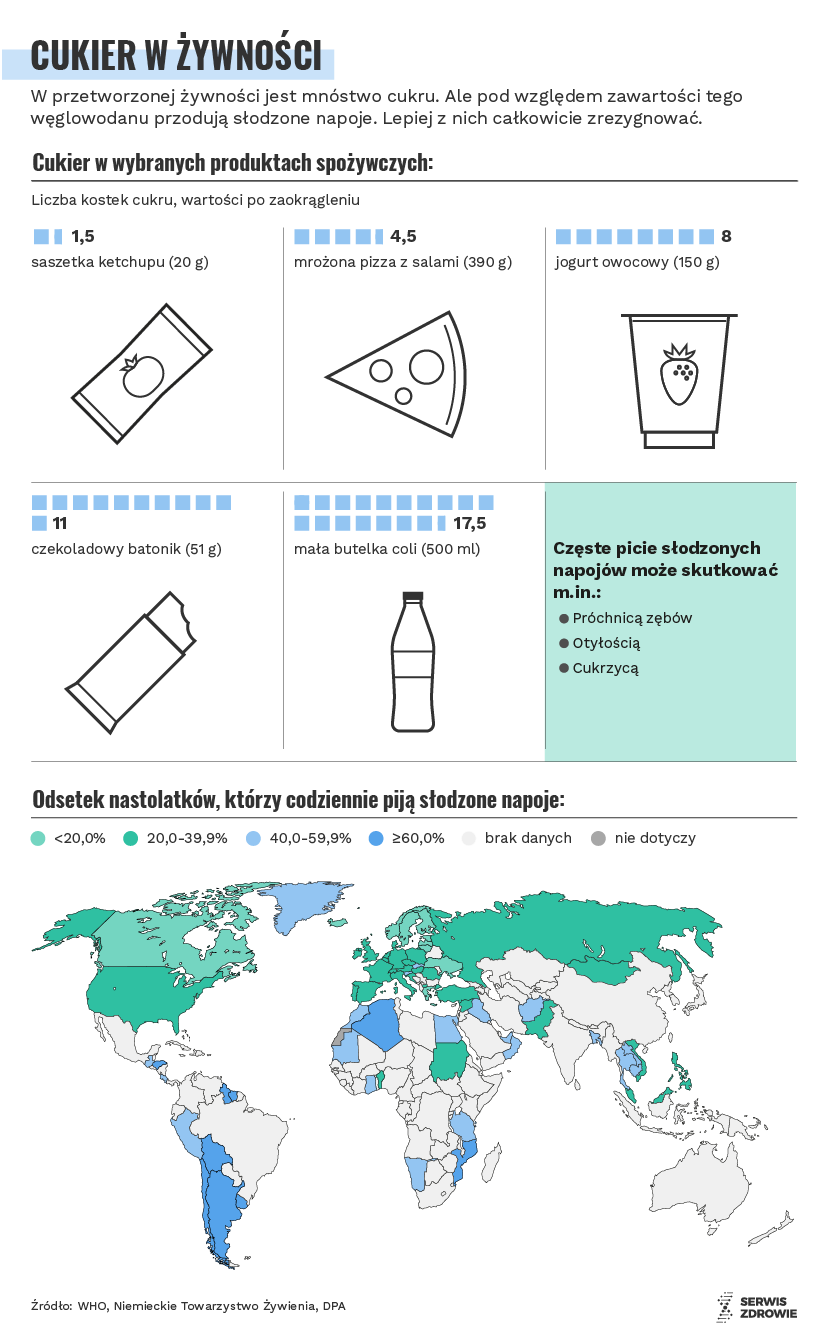 CUKIER W ŻYWNOŚCI
W przetworzonej żywności jest mnóstwo cukru. Ale pod względem zawartości tego
węglowodanu przodują słodzone napoje. Lepiej z nich całkowicie zrezygnować.
Cukier w wybranych produktach spożywczych:
Liczba kostek cukru, wartości po zaokrągleniu
1,5
saszetka ketchupu (20 g)
4,5
mrożona pizza z salami (390 g)
8
jogurt owocowy (150 g)
11
czekoladowy batonik (51 g)
17,5
mała butelka coli (500 ml)
Częste picie słodzonych
napojów może skutkować
m.in.:
Próchnicą zębów
Otyłością
Cukrzycą
Odsetek nastolatków, którzy codziennie piją słodzone napoje:
<20,0% 20,0-39,9% 40,0-59,9% ≥60,0% brak danych nie dotyczy
Źródło: WHO, Niemieckie Towarzystwo Żywienia, DPA
SERWIS
ZDROWIE